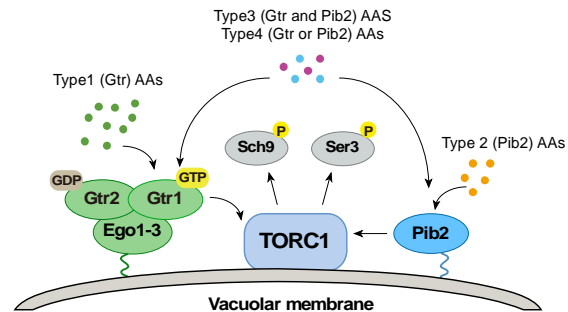 Type3 (Gtr and Pib2) AAS
Type4 (Gtr or Pib2) AAs
Type1 (Gtr) AAs
P
P
Sch9
Ser3
Type 2 (Pib2) AAs
GDP
GTP
Gtr2
Gtr1
Ego1-3
TORC1
Pib2
Vacuolar membrane